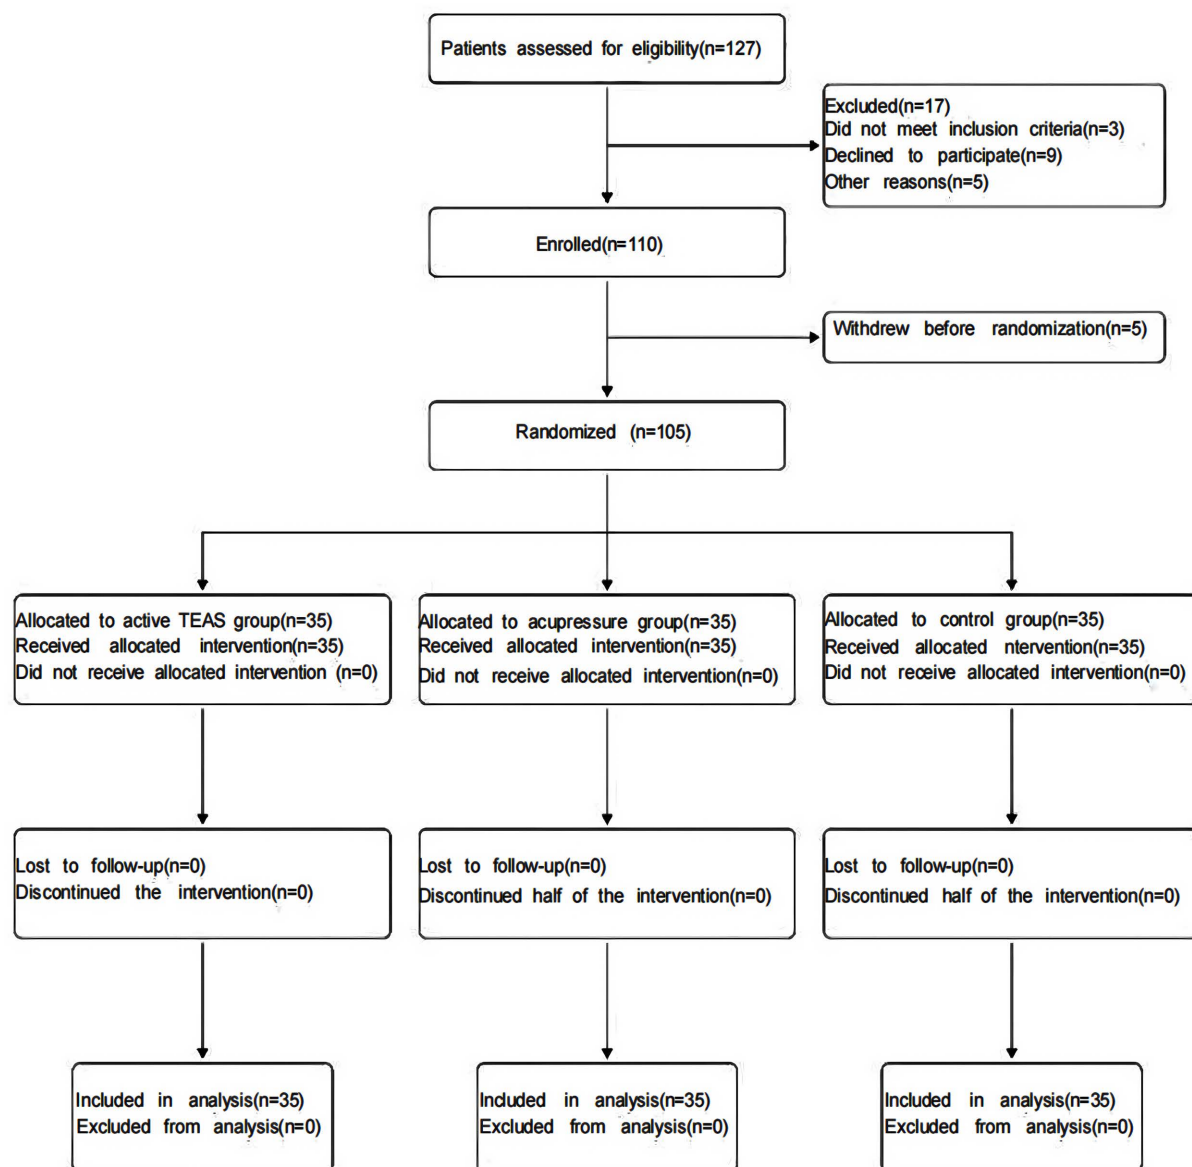 Patients assessed for eligibility(n=127)
Excluded(n=17)
Did not meet inclusion criteria(n=3)
Declined to participate(n=9)
Other reasons(n=5)
Enrolled(n=110)
Withdrew before randomization(n=5)
Randomized (n=105)
Allocated to active TEAS group(n=35)
Received allocated intervention(n=35)
Did not receive allocated intervention (n=0)
Allocated to acupressure group(n=35)
Received allocated intervention(n=35)
Did not receive allocated intervention(n=0)
Allocated to control group(n=35)
Received allocated ntervention(n=35)
Did not receive allocated intervention(n=0)
Lost to follow-up(n=0)
Discontinued the intervention(n=0)
Lost to follow-up(n=0)
Discontinued half of the intervention(n=0)
Lost to follow-up(n=0)
Discontinued half of the intervention(n=0)
Included in analysis(n=35)
Excluded from analysis(n=0)
Included in analysis(n=35)
Excluded from analysis(n=0)
Included in analysis(n=35)
Excluded from analysis(n=0)